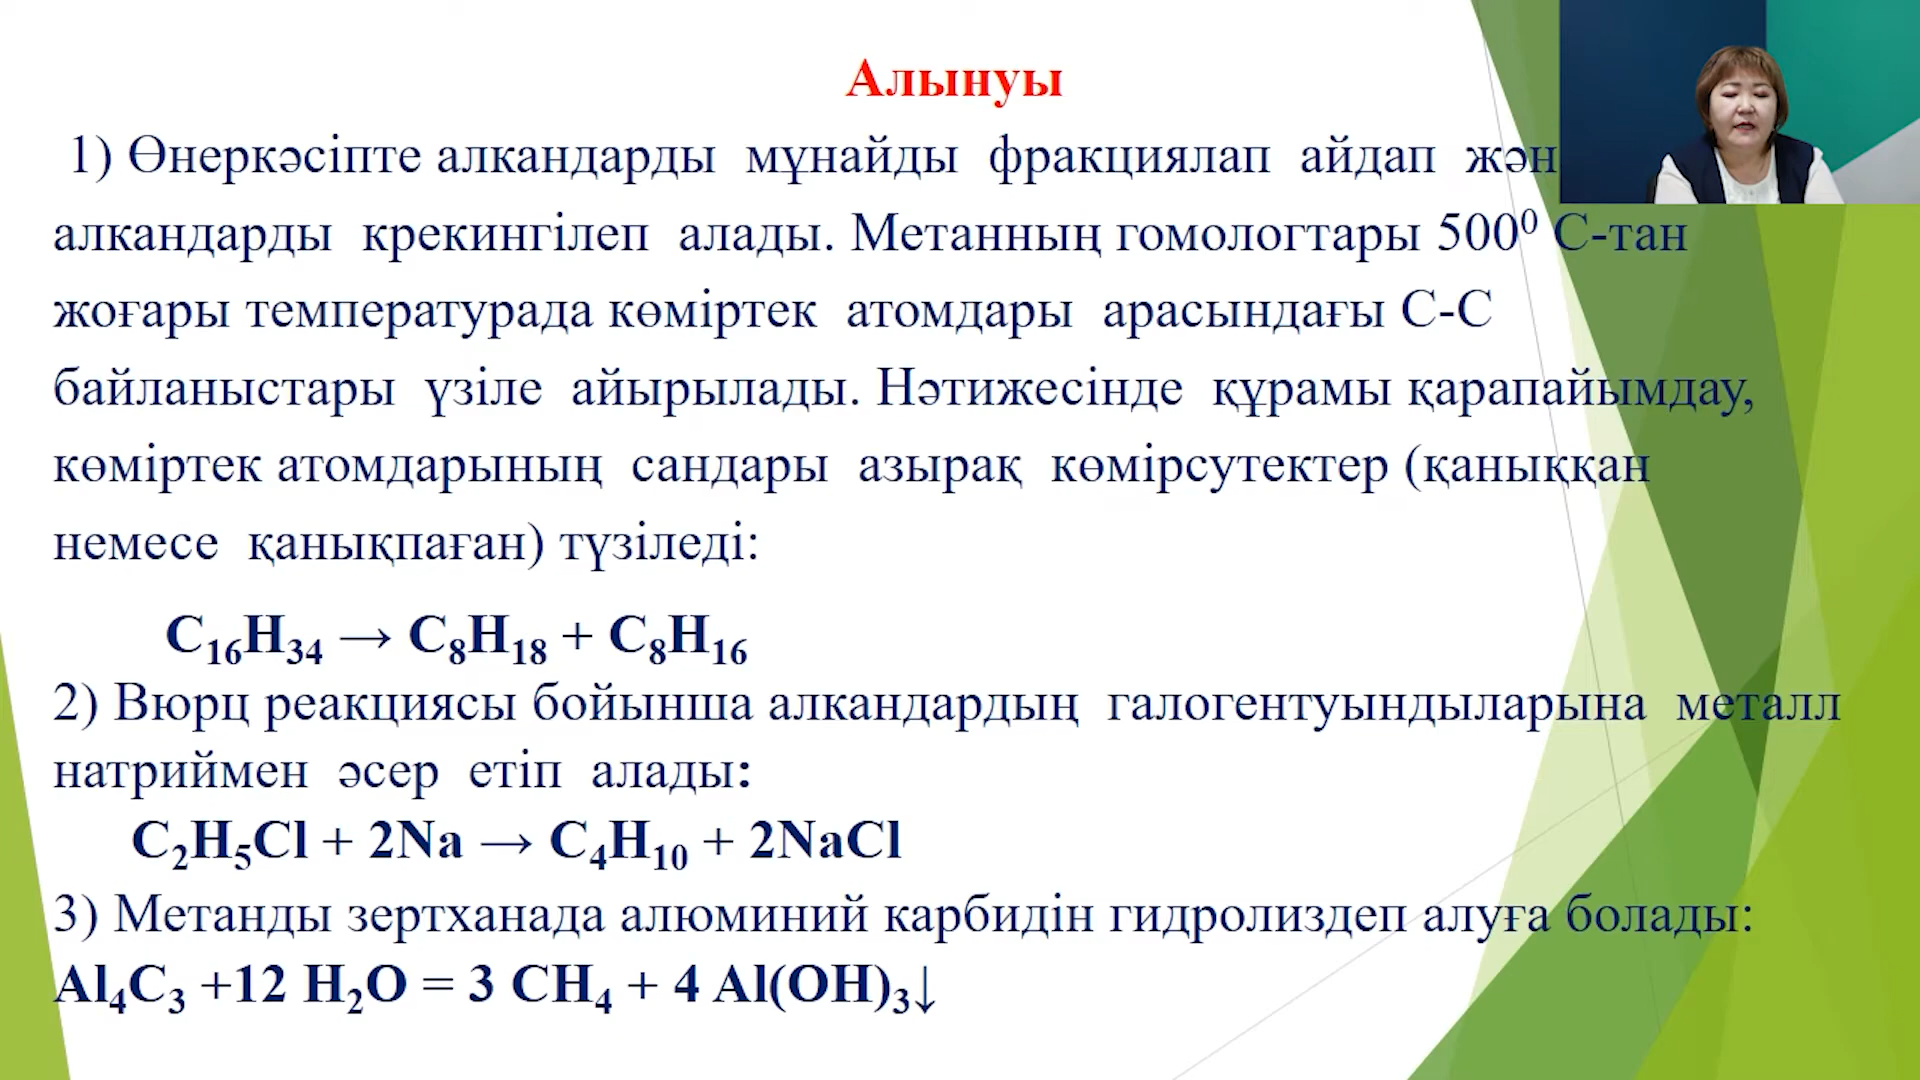 Алынуы
1) Өнеркәсіпте алкандарды мұнайды фракциялап айдап жән
алкандарды крекингілеп алады. Метанның гомологтары 500⁰ С-тан
жоғары температурада көміртек атомдары арасындағы С-С
байланыстары үзіле айырылады. Нәтижесінде құрамы қарапайымдау,
көміртек атомдарының сандары азырақ көмірсутектер (қаныққан
немесе қанықпаған) түзіледі:
C₁₆H₃₄ → C₈H₁₈ + C₈H₁₆
2) Вюрц реакциясы бойынша алкандардың галогентуындыларына металл
натриймен әсер етіп алады:
C₂H₅Cl + 2Na → C₄H₁₀ + 2NaCl
3) Метанды зертханада алюминий карбидін гидролиздеп алуға болады:
Al₄C₃ +12 H₂O = 3 CH₄ + 4 Al(OH)₃↓